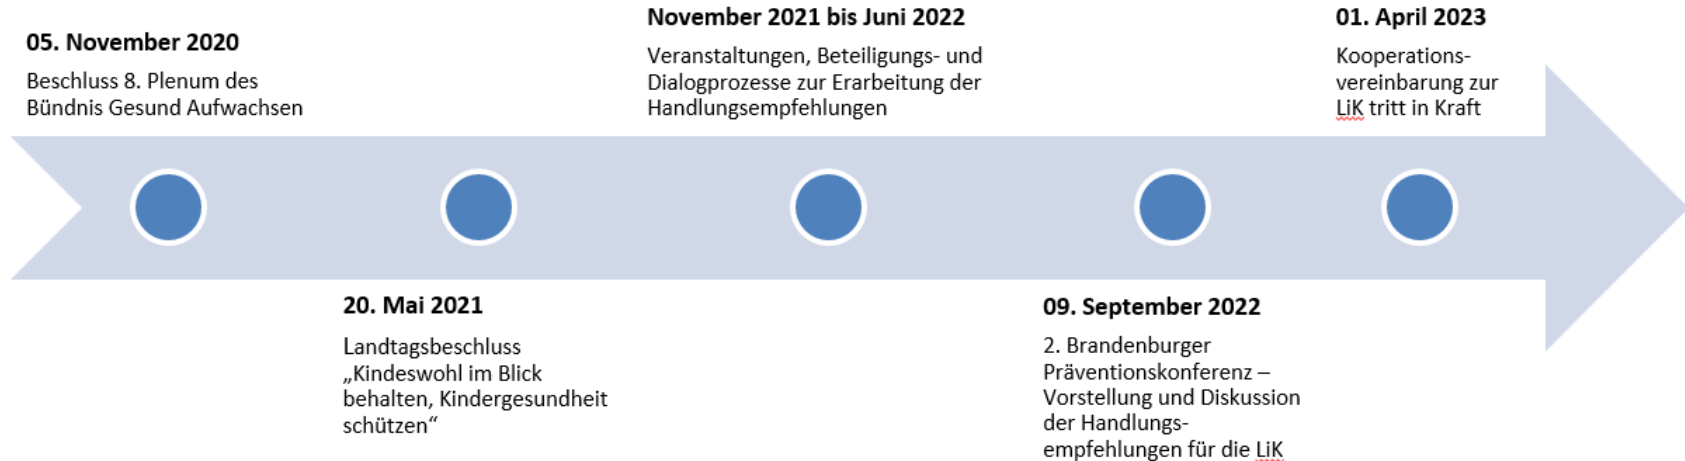 05. November 2020
Beschluss 8. Plenum des
Bündnis Gesund Aufwachsen
20. Mai 2021
Landtagsbeschluss
„Kindeswohl im Blick
behalten, Kindergesundheit
schützen“
November 2021 bis Juni 2022
Veranstaltungen, Beteiligungs- und
Dialogprozesse zur Erarbeitung der
Handlungsempfehlungen
09. September 2022
2. Brandenburger
Präventionskonferenz –
Vorstellung und Diskussion
der Handlungs-
empfehlungen für die LiK
01. April 2023
Kooperations-
vereinbarung zur
LiK tritt in Kraft